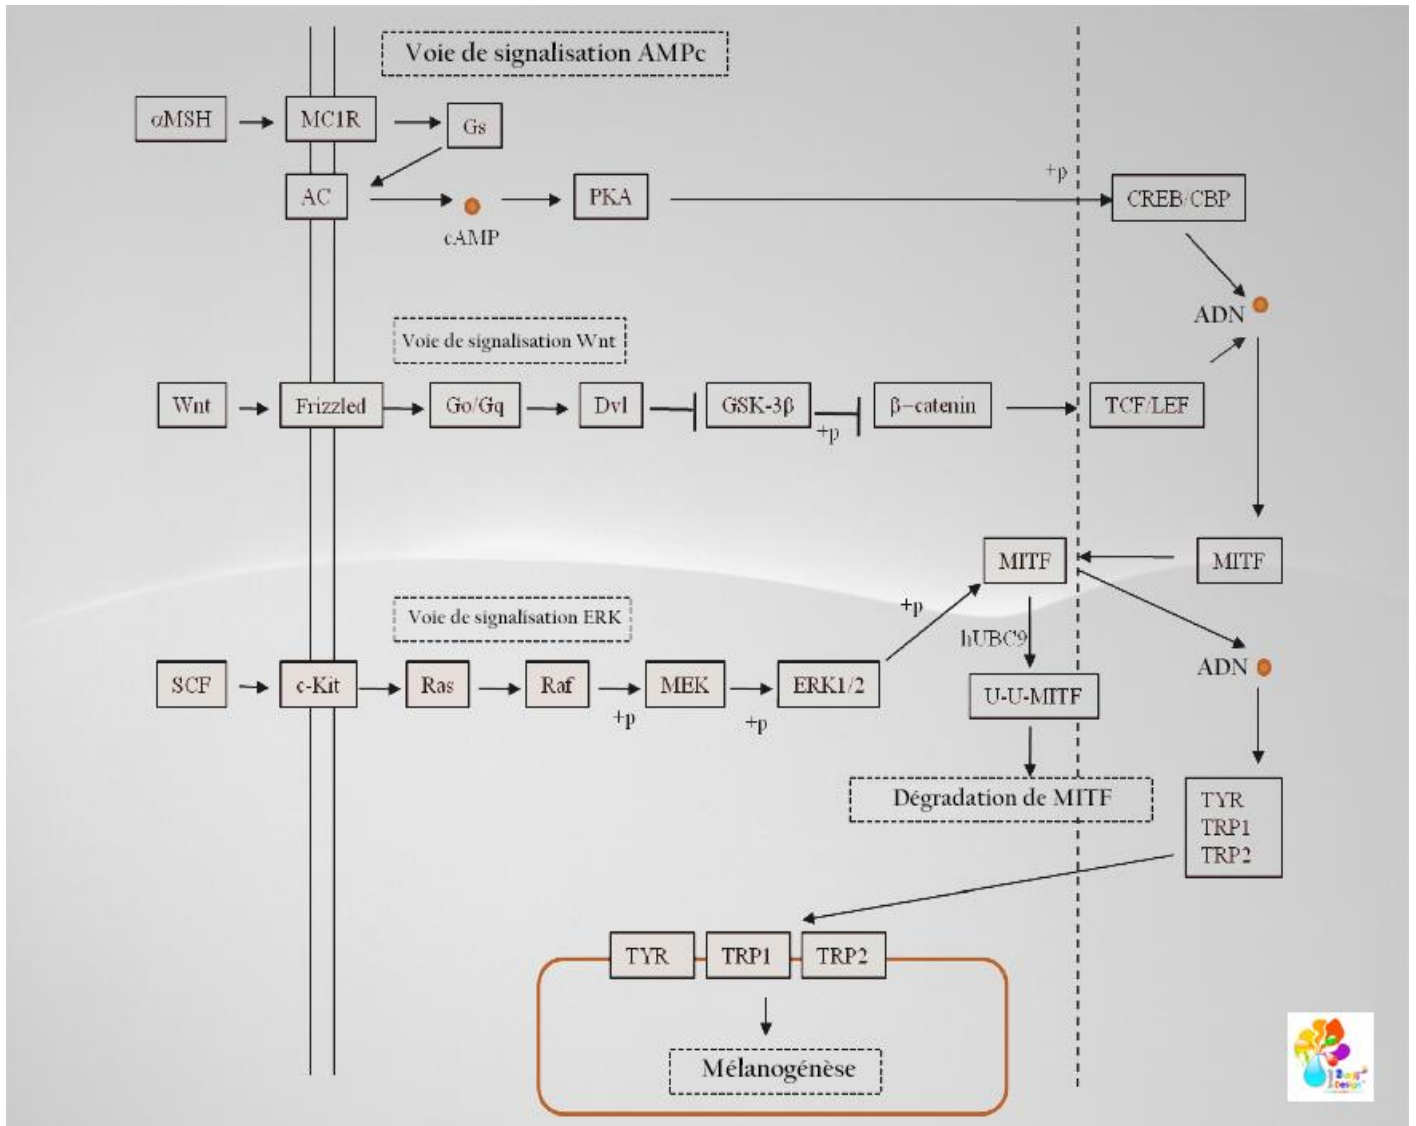 Voie de signalisation AMPc
αMSH
MC1R
Gs
AC
cAMP
PKA
+p
CREB/CBP
ADN
Voie de signalisation Wnt
Wnt
Frizzled
Go/Gq
Dvl
GSK-3β
+p
β–catenin
TCF/LEF
MITF
MITF
Voie de signalisation ERK
+p
hUBC9
SCF
c-Kit
Ras
Raf
+p
MEK
+p
ERK1/2
U-U-MITF
ADN
Dégradation de MITF
TYR
TRP1
TRP2
TYR
TRP1
TRP2
Mélanogénèse
Design